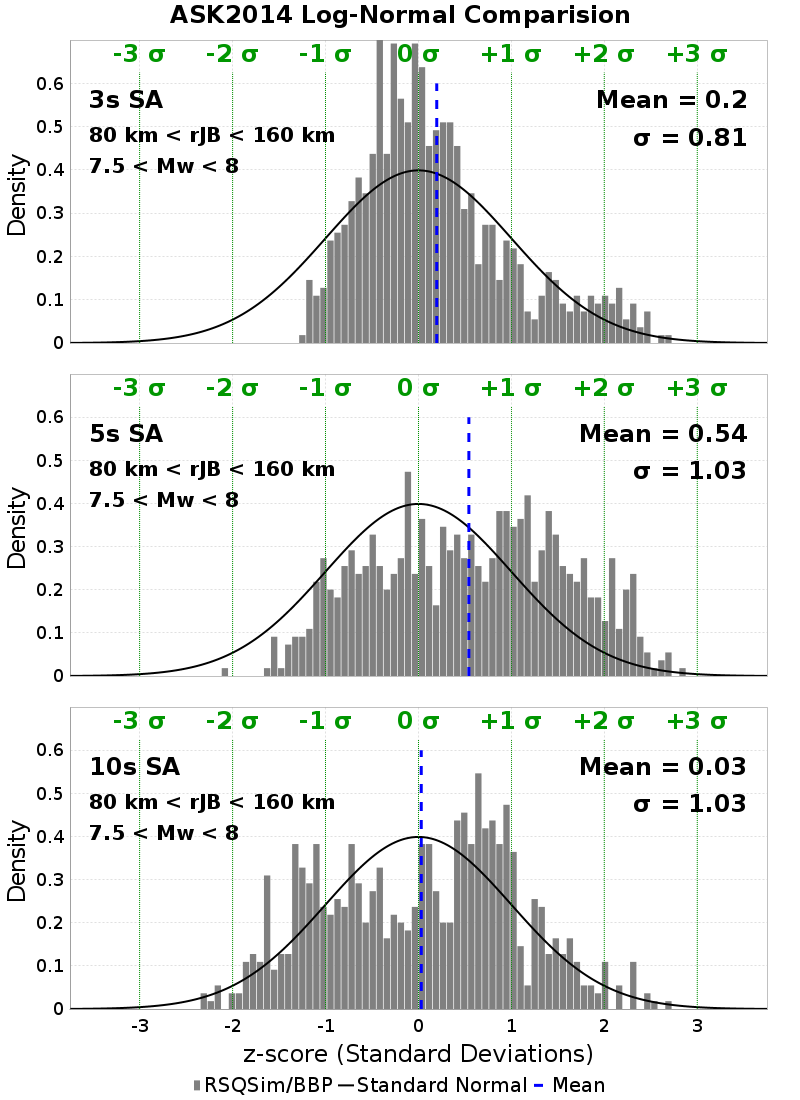 ASK2014 Log-Normal Comparision
-3 σ -2 σ -1 σ 0 σ +1 σ +2 σ +3 σ
3s SA
80 km < rJB < 160 km
7.5 < Mw < 8
Mean = 0.2
σ = 0.81
0.6
0.5
0.4
0.3
0.2
0.1
0
Density
-3 σ -2 σ -1 σ 0 σ +1 σ +2 σ +3 σ
5s SA
80 km < rJB < 160 km
7.5 < Mw < 8
Mean = 0.54
σ = 1.03
0.6
0.5
0.4
0.3
0.2
0.1
0
Density
-3 σ -2 σ -1 σ 0 σ +1 σ +2 σ +3 σ
10s SA
80 km < rJB < 160 km
7.5 < Mw < 8
Mean = 0.03
σ = 1.03
0.6
0.5
0.4
0.3
0.2
0.1
0
Density
-3 -2 -1 0 1 2 3
z-score (Standard Deviations)
RSQSim/BBP Standard Normal Mean